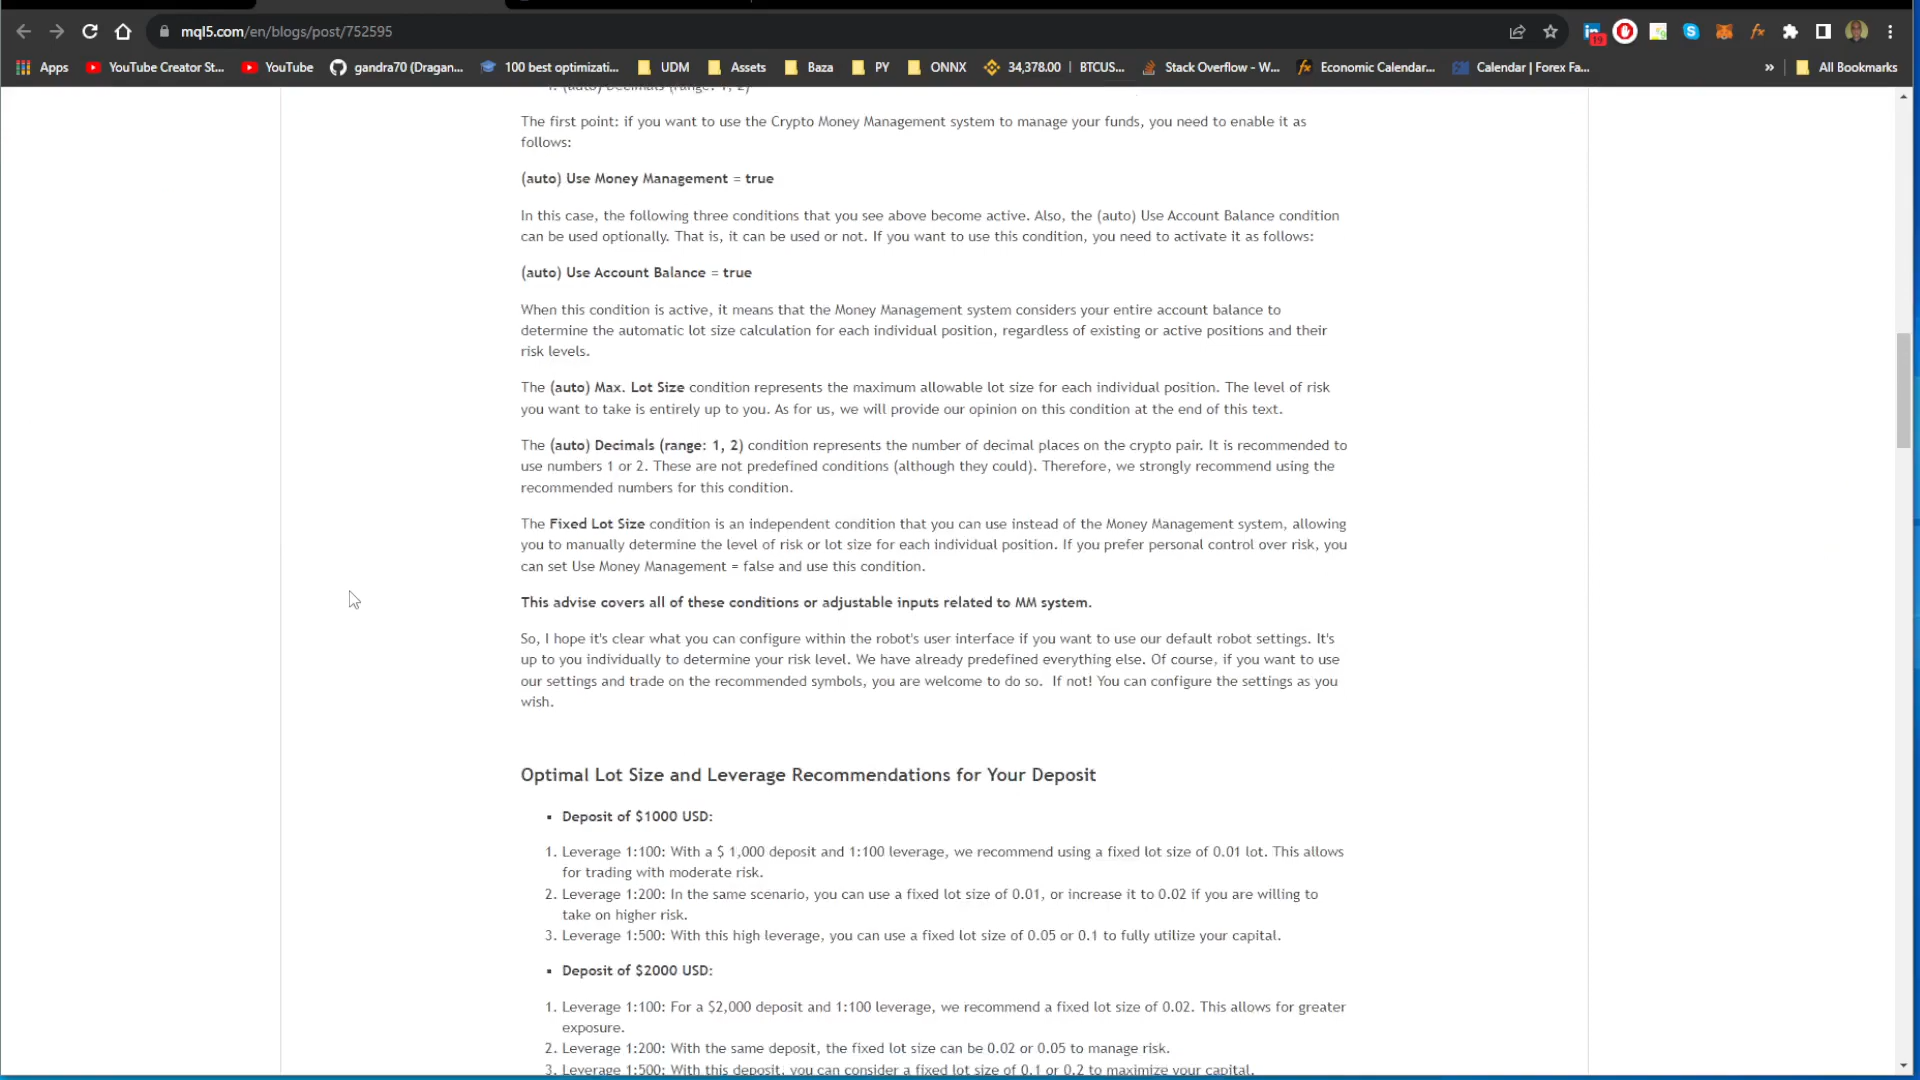 mql5.com/en/blogs/post/752595
19
Apps
YouTube Creator St...
YouTube
gandra70 (Dragan...
100 best optimizati...
UDM
Assets
Baza
PY
ONNX
34,378.00 | BTCUS...
Stack Overflow - W...
Economic Calendar...
Calendar | Forex Fa...
»
All Bookmarks
1. (auto) Decimals (range: 1, 2)
The first point: if you want to use the Crypto Money Management system to manage your funds, you need to enable it as
follows:
(auto) Use Money Management = true
In this case, the following three conditions that you see above become active. Also, the (auto) Use Account Balance condition
can be used optionally. That is, it can be used or not. If you want to use this condition, you need to activate it as follows:
(auto) Use Account Balance = true
When this condition is active, it means that the Money Management system considers your entire account balance to
determine the automatic lot size calculation for each individual position, regardless of existing or active positions and their
risk levels.
The (auto) Max. Lot Size condition represents the maximum allowable lot size for each individual position. The level of risk
you want to take is entirely up to you. As for us, we will provide our opinion on this condition at the end of this text.
The (auto) Decimals (range: 1, 2) condition represents the number of decimal places on the crypto pair. It is recommended to
use numbers 1 or 2. These are not predefined conditions (although they could). Therefore, we strongly recommend using the
recommended numbers for this condition.
The Fixed Lot Size condition is an independent condition that you can use instead of the Money Management system, allowing
you to manually determine the level of risk or lot size for each individual position. If you prefer personal control over risk, you
can set Use Money Management = false and use this condition.
This advise covers all of these conditions or adjustable inputs related to MM system.
So, I hope it's clear what you can configure within the robot's user interface if you want to use our default robot settings. It's
up to you individually to determine your risk level. We have already predefined everything else. Of course, if you want to use
our settings and trade on the recommended symbols, you are welcome to do so. If not! You can configure the settings as you
wish.
Optimal Lot Size and Leverage Recommendations for Your Deposit
▪ Deposit of $1000 USD:
1. Leverage 1:100: With a $ 1,000 deposit and 1:100 leverage, we recommend using a fixed lot size of 0.01 lot. This allows
for trading with moderate risk.
2. Leverage 1:200: In the same scenario, you can use a fixed lot size of 0.01, or increase it to 0.02 if you are willing to
take on higher risk.
3. Leverage 1:500: With this high leverage, you can use a fixed lot size of 0.05 or 0.1 to fully utilize your capital.
▪ Deposit of $2000 USD:
1. Leverage 1:100: For a $2,000 deposit and 1:100 leverage, we recommend a fixed lot size of 0.02. This allows for greater
exposure.
2. Leverage 1:200: With the same deposit, the fixed lot size can be 0.02 or 0.05 to manage risk.
3. Leverage 1:500: With this deposit, you can consider a fixed lot size of 0.1 or 0.2 to maximize your capital.